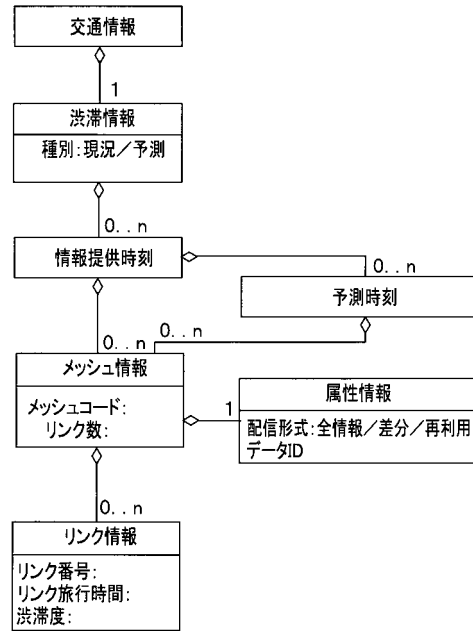 交通情報
1
渋滞情報
種別:現況／予測
0..n
情報提供時刻
0..n
予測時刻
0..n
0..n
メッシュ情報
メッシュコード:
リンク数:
1
属性情報
配信形式:全情報／差分／再利用
データID
0..n
リンク情報
リンク番号:
リンク旅行時間:
渋滞度: